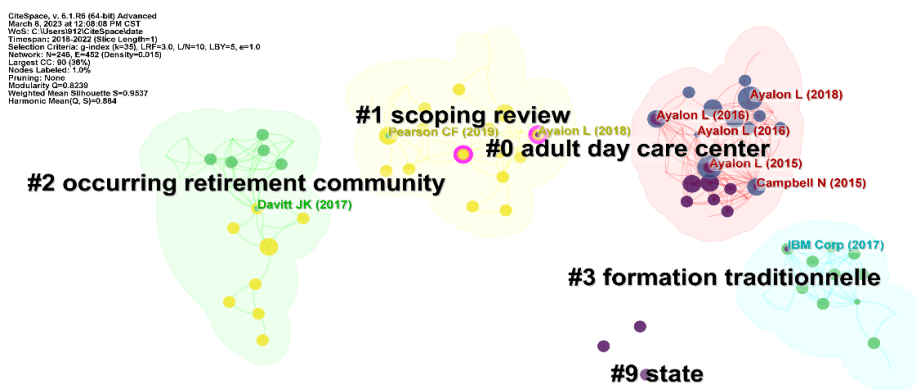 CiteSpace, v. 6.1.R6 (64-bit) Advanced
March 6, 2023 at 12:08:08 PM CST
WoS: C:\Users\912\CiteSpace\date
Timespan: 2018-2022 (Slice Length=1)
Selection Criteria: g-index (k=35), LRF=3.0, L/N=10, LBY=5, e=1.0
Network: N=246, E=452 (Density=0.015)
Largest CC: 90 (36%)
Nodes Labeled: 1.0%
Pruning: None
Modularity Q=0.8239
Weighted Mean Silhouette S=0.9537
Harmonic Mean(Q, S)=0.884
Ayalon L (2018)
#1 scoping review
Ayalon L (2016)
Pearson CF (2019)
Ayalon L (2018)
Ayalon L (2016)
#0 adult day care center
Ayalon L (2015)
#2 occurring retirement community
Campbell N (2015)
Davitt JK (2017)
IBM Corp (2017)
#3 formation traditionnelle
#9 state